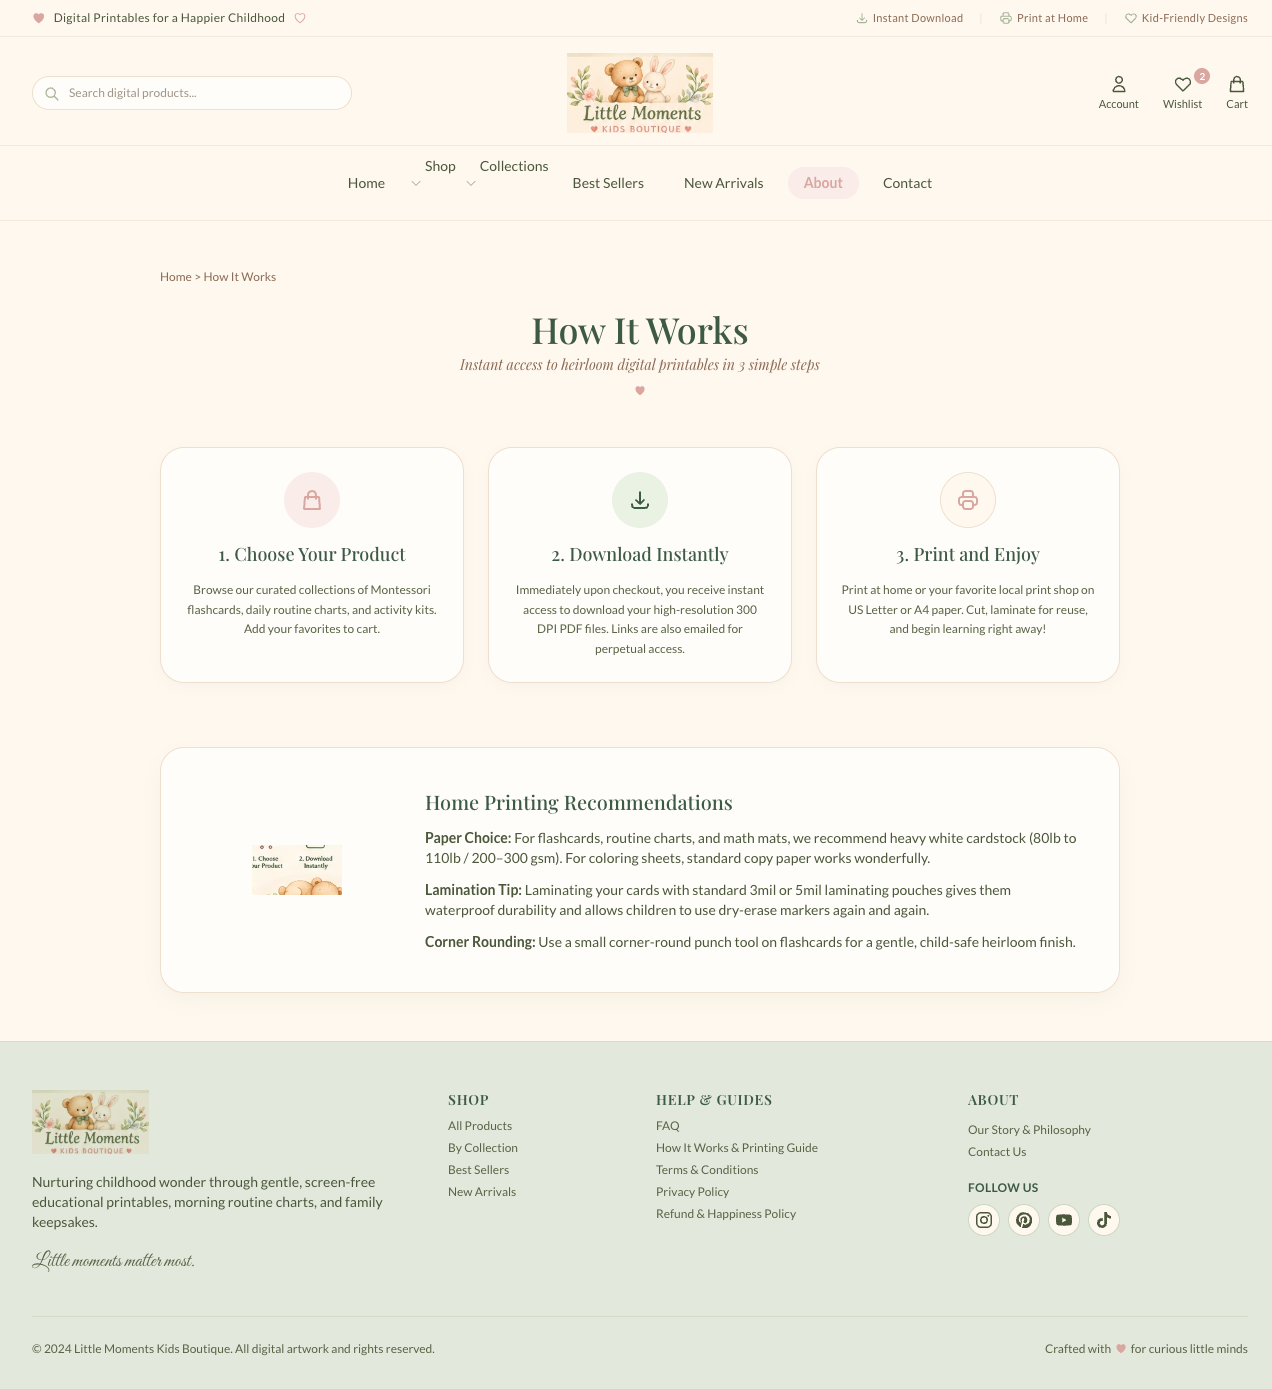 Digital Printables for a Happier Childhood
Instant Download
Print at Home
Kid-Friendly Designs
Search digital products...
Little Moments
KIDS BOUTIQUE
Account
Wishlist
2
Cart
Home
Shop
Collections
Best Sellers
New Arrivals
About
Contact
Home > How It Works
How It Works
Instant access to heirloom digital printables in 3 simple steps
1. Choose Your Product
Browse our curated collections of Montessori
flashcards, daily routine charts, and activity kits.
Add your favorites to cart.
2. Download Instantly
Immediately upon checkout, you receive instant
access to download your high-resolution 300
DPI PDF files. Links are also emailed for
perpetual access.
3. Print and Enjoy
Print at home or your favorite local print shop on
US Letter or A4 paper. Cut, laminate for reuse,
and begin learning right away!
1. Choose
our Product
2. Download
Instantly
Home Printing Recommendations
Paper Choice: For flashcards, routine charts, and math mats, we recommend heavy white cardstock (80lb to
110lb / 200–300 gsm). For coloring sheets, standard copy paper works wonderfully.
Lamination Tip: Laminating your cards with standard 3mil or 5mil laminating pouches gives them
waterproof durability and allows children to use dry-erase markers again and again.
Corner Rounding: Use a small corner-round punch tool on flashcards for a gentle, child-safe heirloom finish.
Little Moments
KIDS BOUTIQUE
Nurturing childhood wonder through gentle, screen-free
educational printables, morning routine charts, and family
keepsakes.
Little moments matter most.
SHOP
All Products
By Collection
Best Sellers
New Arrivals
HELP & GUIDES
FAQ
How It Works & Printing Guide
Terms & Conditions
Privacy Policy
Refund & Happiness Policy
ABOUT
Our Story & Philosophy
Contact Us
FOLLOW US
© 2024 Little Moments Kids Boutique. All digital artwork and rights reserved.
Crafted with
for curious little minds